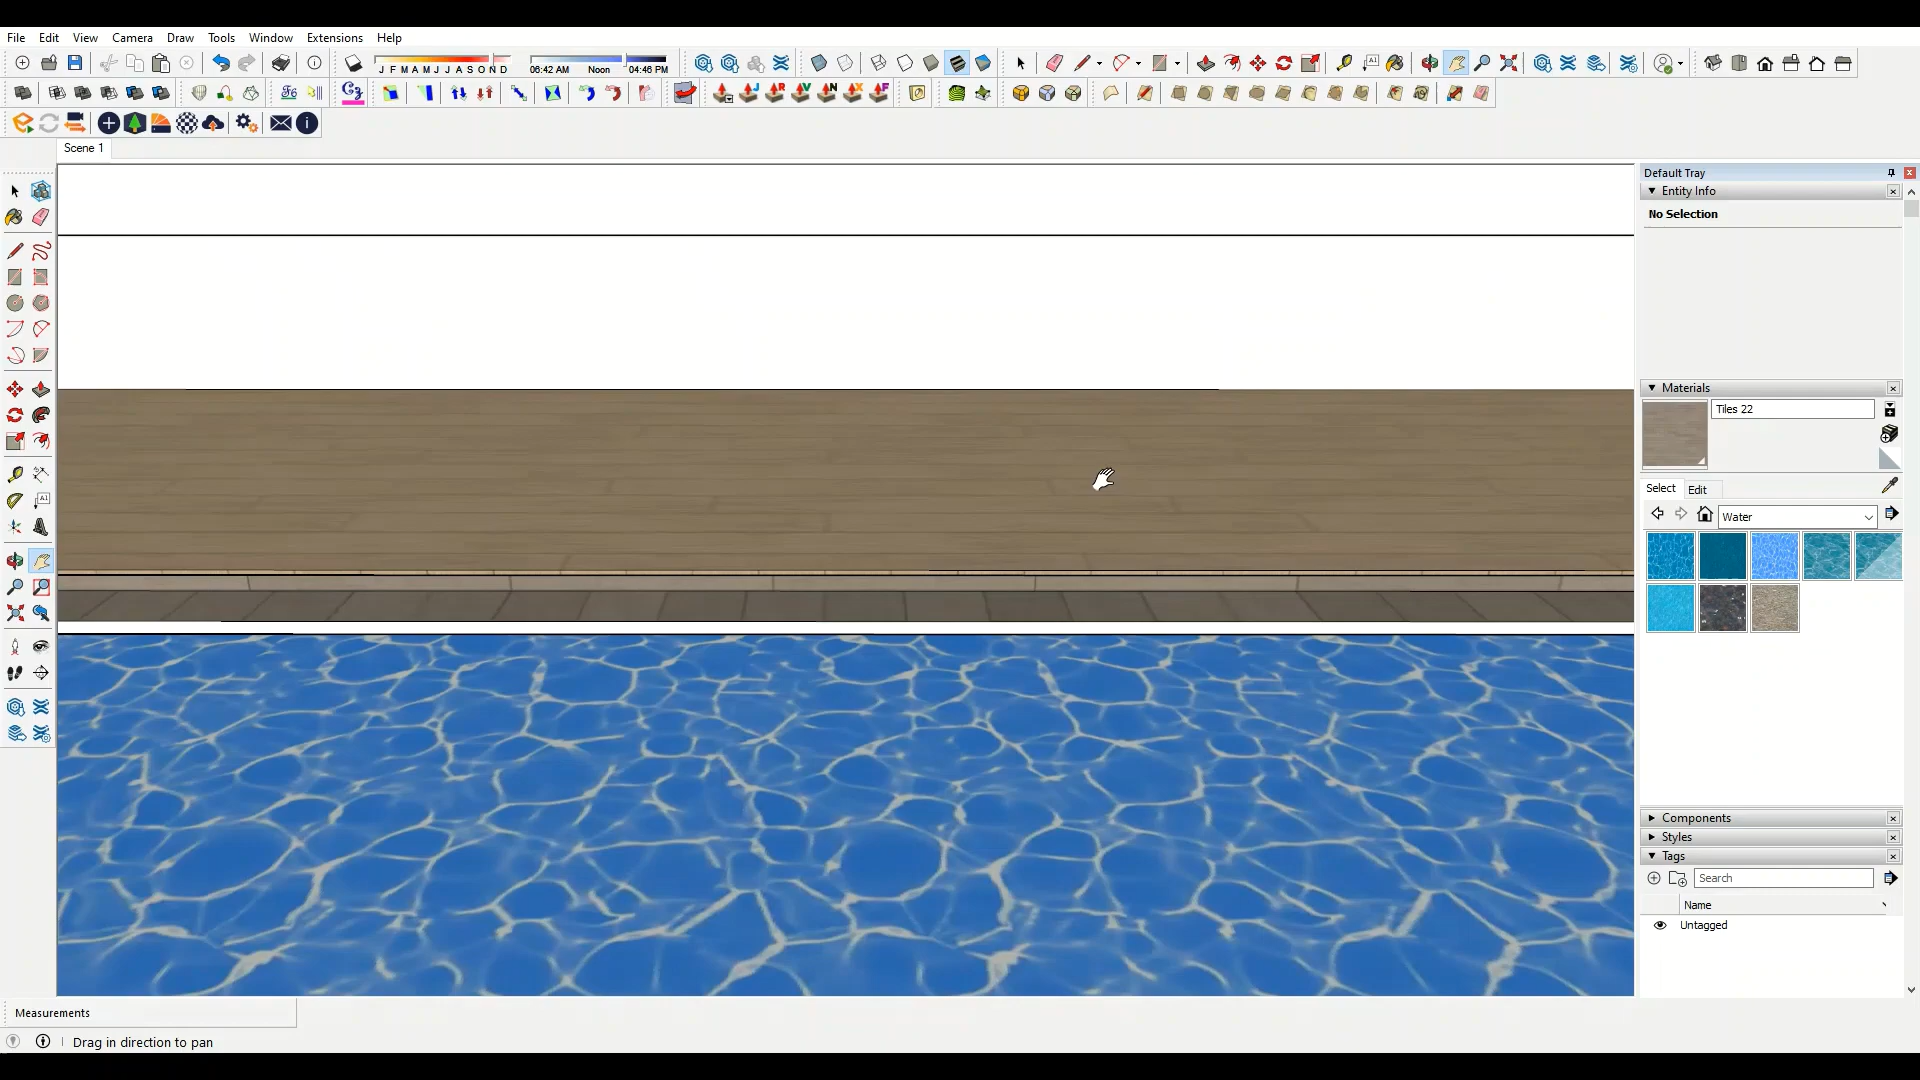 File Edit View Camera Draw Tools Window Extensions Help
J F M A M J J A S O N D
06:42 AM Noon 04:46 PM
Scene 1
Default Tray
Entity Info
No Selection
Materials
Tiles 22
Select Edit
Water
Components
Styles
Tags
Search
Name
Untagged
Measurements
Drag in direction to pan